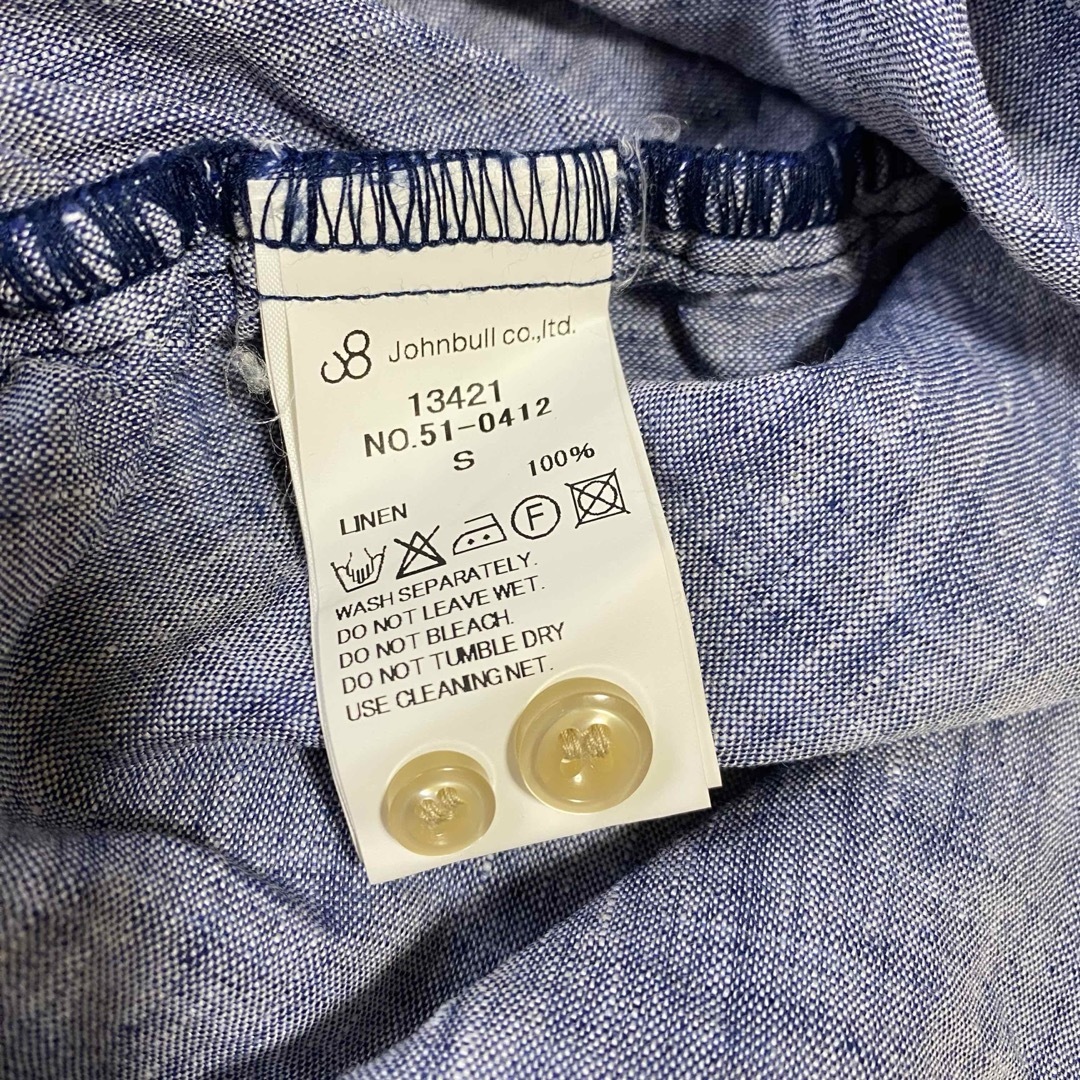 Johnbull co.,ltd.
13421
NO.51-0412
S
LINEN 100%
F
WASH SEPARATELY.
DO NOT LEAVE WET.
DO NOT BLEACH.
DO NOT TUMBLE DRY
USE CLEANING NET.